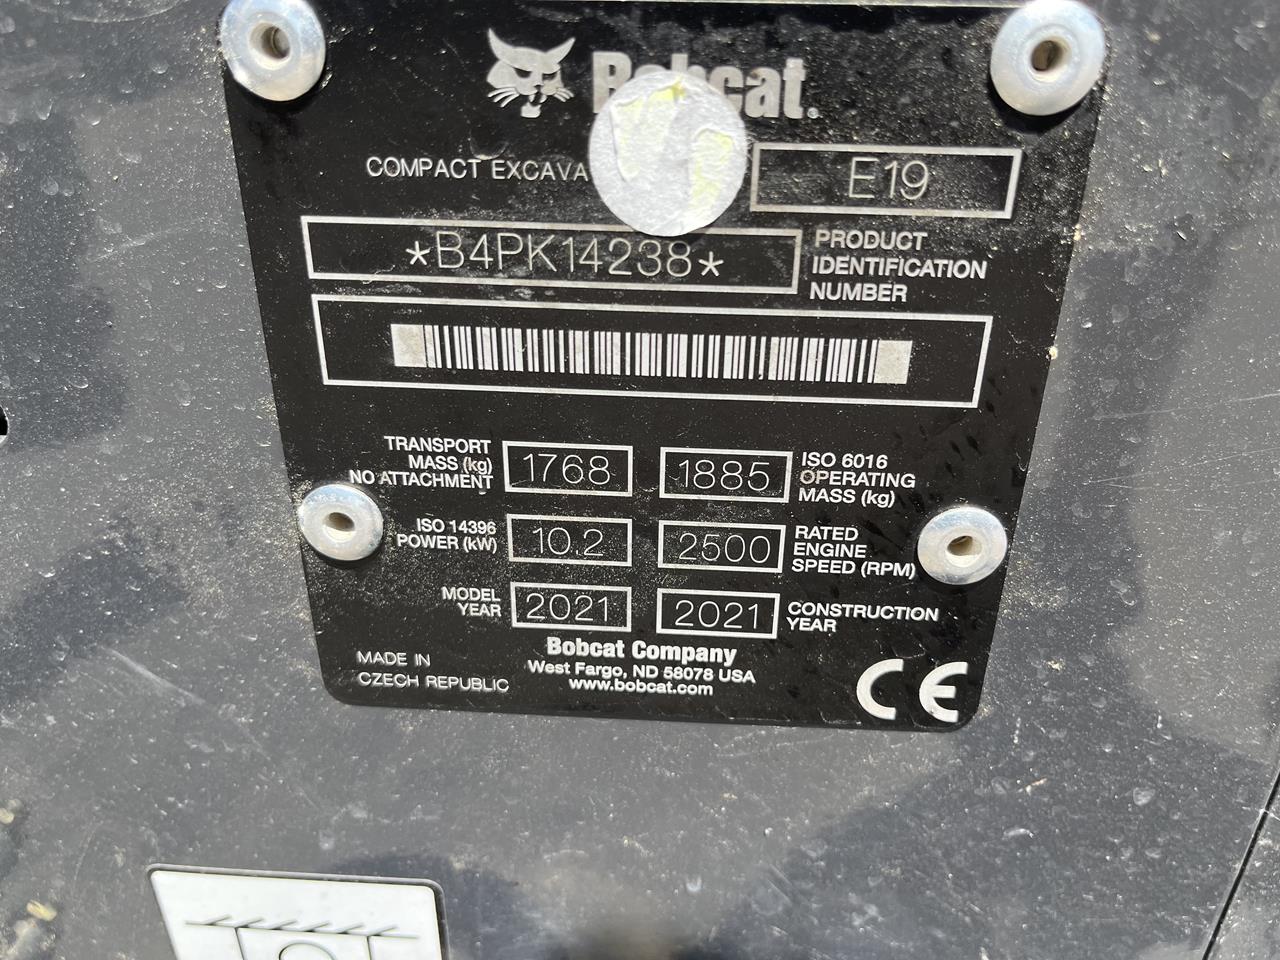 Bobcat
COMPACT EXCAVA
E19
*B4PK14238*
PRODUCT
IDENTIFICATION
NUMBER
TRANSPORT
MASS (kg)
NO ATTACHMENT
1768
1885
ISO 6016
OPERATING
MASS (kg)
ISO 14396
POWER (kW)
10.2
2500
RATED
ENGINE
SPEED (RPM)
MODEL
YEAR
2021
2021
CONSTRUCTION
YEAR
Bobcat Company
West Fargo, ND 58078 USA
www.bobcat.com
MADE IN
CZECH REPUBLIC
CE